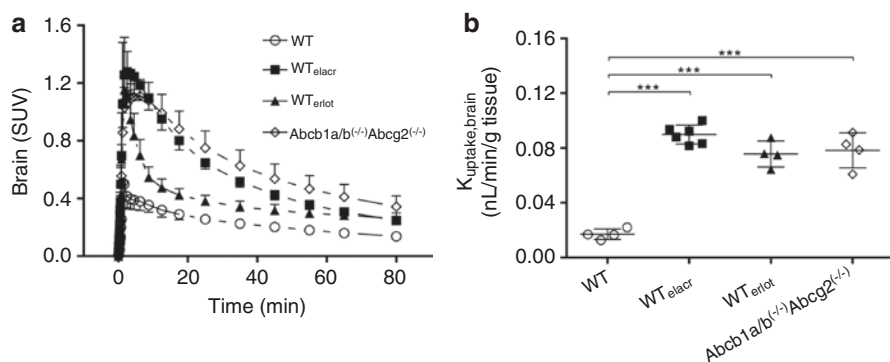 a
1.6
1.2
0.8
0.4
0.0
Brain (SUV)
0
20
40
60
80
Time (min)
WT
WTelacr
WTerlot
Abcb1a/b(-/-)Abcg2(-/-)
b
***
***
***
0.16
0.12
0.08
0.04
0.00
Kuptake,brain
(nL/min/g tissue)
WT
WTelacr
WTerlot
Abcb1a/b(-/-)Abcg2(-/-)